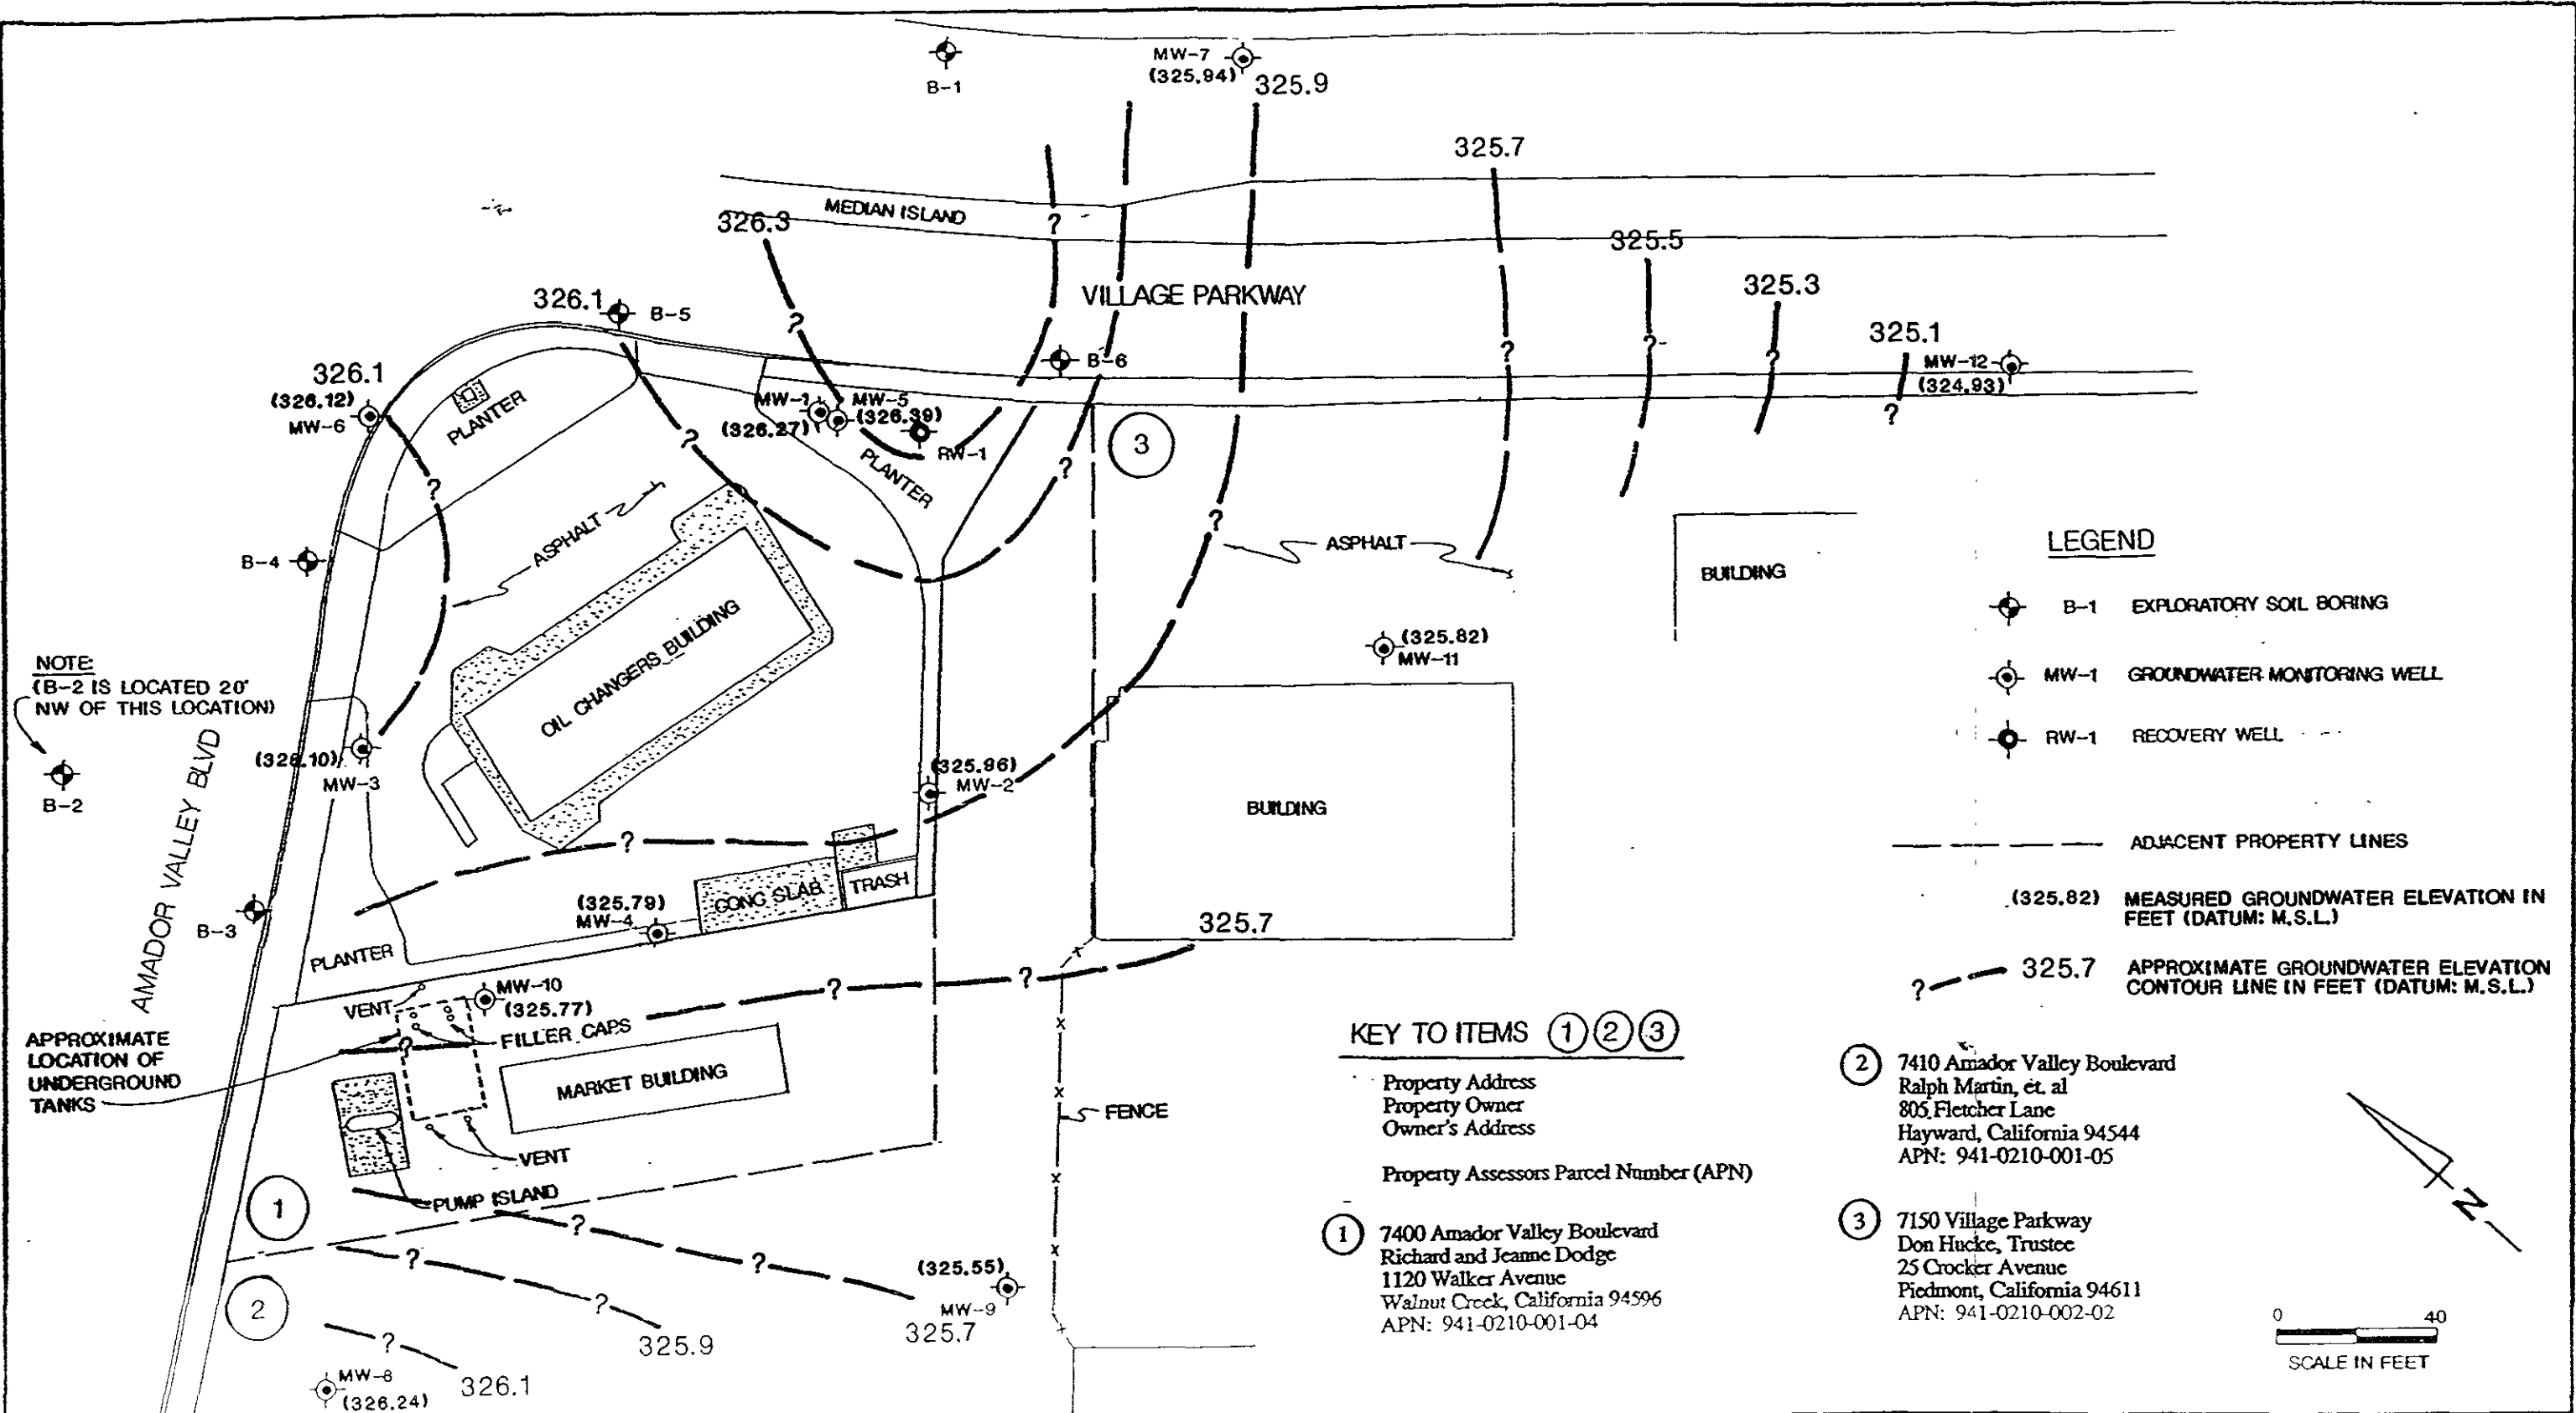 MW-7
(325.94)
325.9
B-1
325.7
MEDIAN ISLAND
326.3
325.5
VILLAGE PARKWAY
325.3
326.1
B-5
325.1
B-6
MW-12
(324.93)
326.1
(326.12)
MW-6
PLANTER
MW-1
MW-5
(326.39)
(326.27)
RW-1
PLANTER
3
ASPHALT
ASPHALT
B-4
BUILDING
OIL CHANGERS BUILDING
(325.82)
MW-11
NOTE:
(B-2 IS LOCATED 20'
NW OF THIS LOCATION)
B-2
AMADOR VALLEY BLVD
(326.10)
MW-3
(325.96)
MW-2
BUILDING
B-3
(325.79)
MW-4
CONC SLAB
TRASH
325.7
PLANTER
MW-10
(325.77)
VENT
FILLER CAPS
APPROXIMATE
LOCATION OF
UNDERGROUND
TANKS
MARKET BUILDING
VENT
PUMP ISLAND
FENCE
1
2
(325.55)
MW-9
325.7
325.9
326.1
MW-8
(326.24)
LEGEND
B-1 EXPLORATORY SOIL BORING
MW-1 GROUNDWATER MONITORING WELL
RW-1 RECOVERY WELL
ADJACENT PROPERTY LINES
(325.82) MEASURED GROUNDWATER ELEVATION IN
FEET (DATUM: M.S.L.)
? 325.7 APPROXIMATE GROUNDWATER ELEVATION
CONTOUR LINE IN FEET (DATUM: M.S.L.)
KEY TO ITEMS 1 2 3
Property Address
Property Owner
Owner's Address
Property Assessors Parcel Number (APN)
1 7400 Amador Valley Boulevard
Richard and Jeanne Dodge
1120 Walker Avenue
Walnut Creek, California 94596
APN: 941-0210-001-04
2 7410 Amador Valley Boulevard
Ralph Martin, et. al
805 Fletcher Lane
Hayward, California 94544
APN: 941-0210-001-05
3 7150 Village Parkway
Don Hucke, Trustee
25 Crocker Avenue
Piedmont, California 94611
APN: 941-0210-002-02
N
0 40
SCALE IN FEET